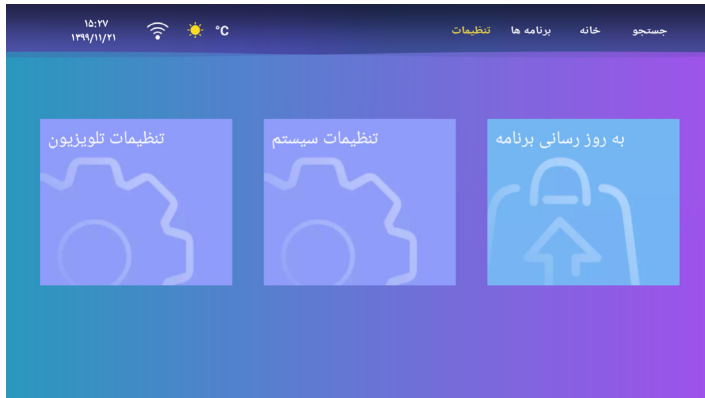 جستجو
خانه
برنامه ها
تنظیمات
°C
۱۵:۲۷
۱۳۹۹/۱۱/۲۱
به روز رسانی برنامه
تنظیمات سیستم
تنظیمات تلویزیون